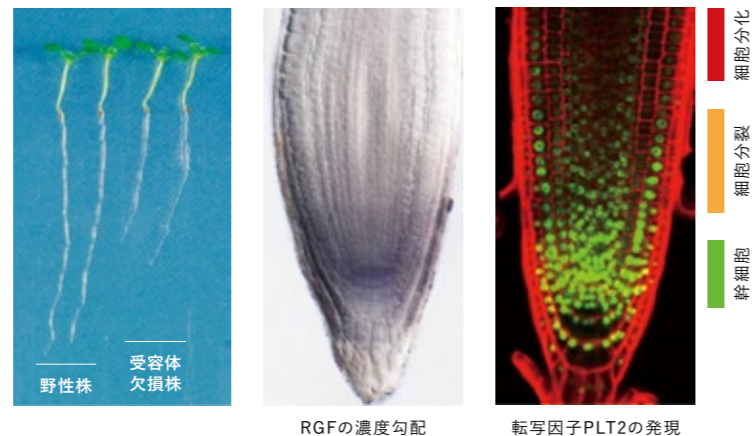 野性株
受容体
欠損株
RGFの濃度勾配
転写因子PLT2の発現
細胞分化
細胞分裂
幹細胞